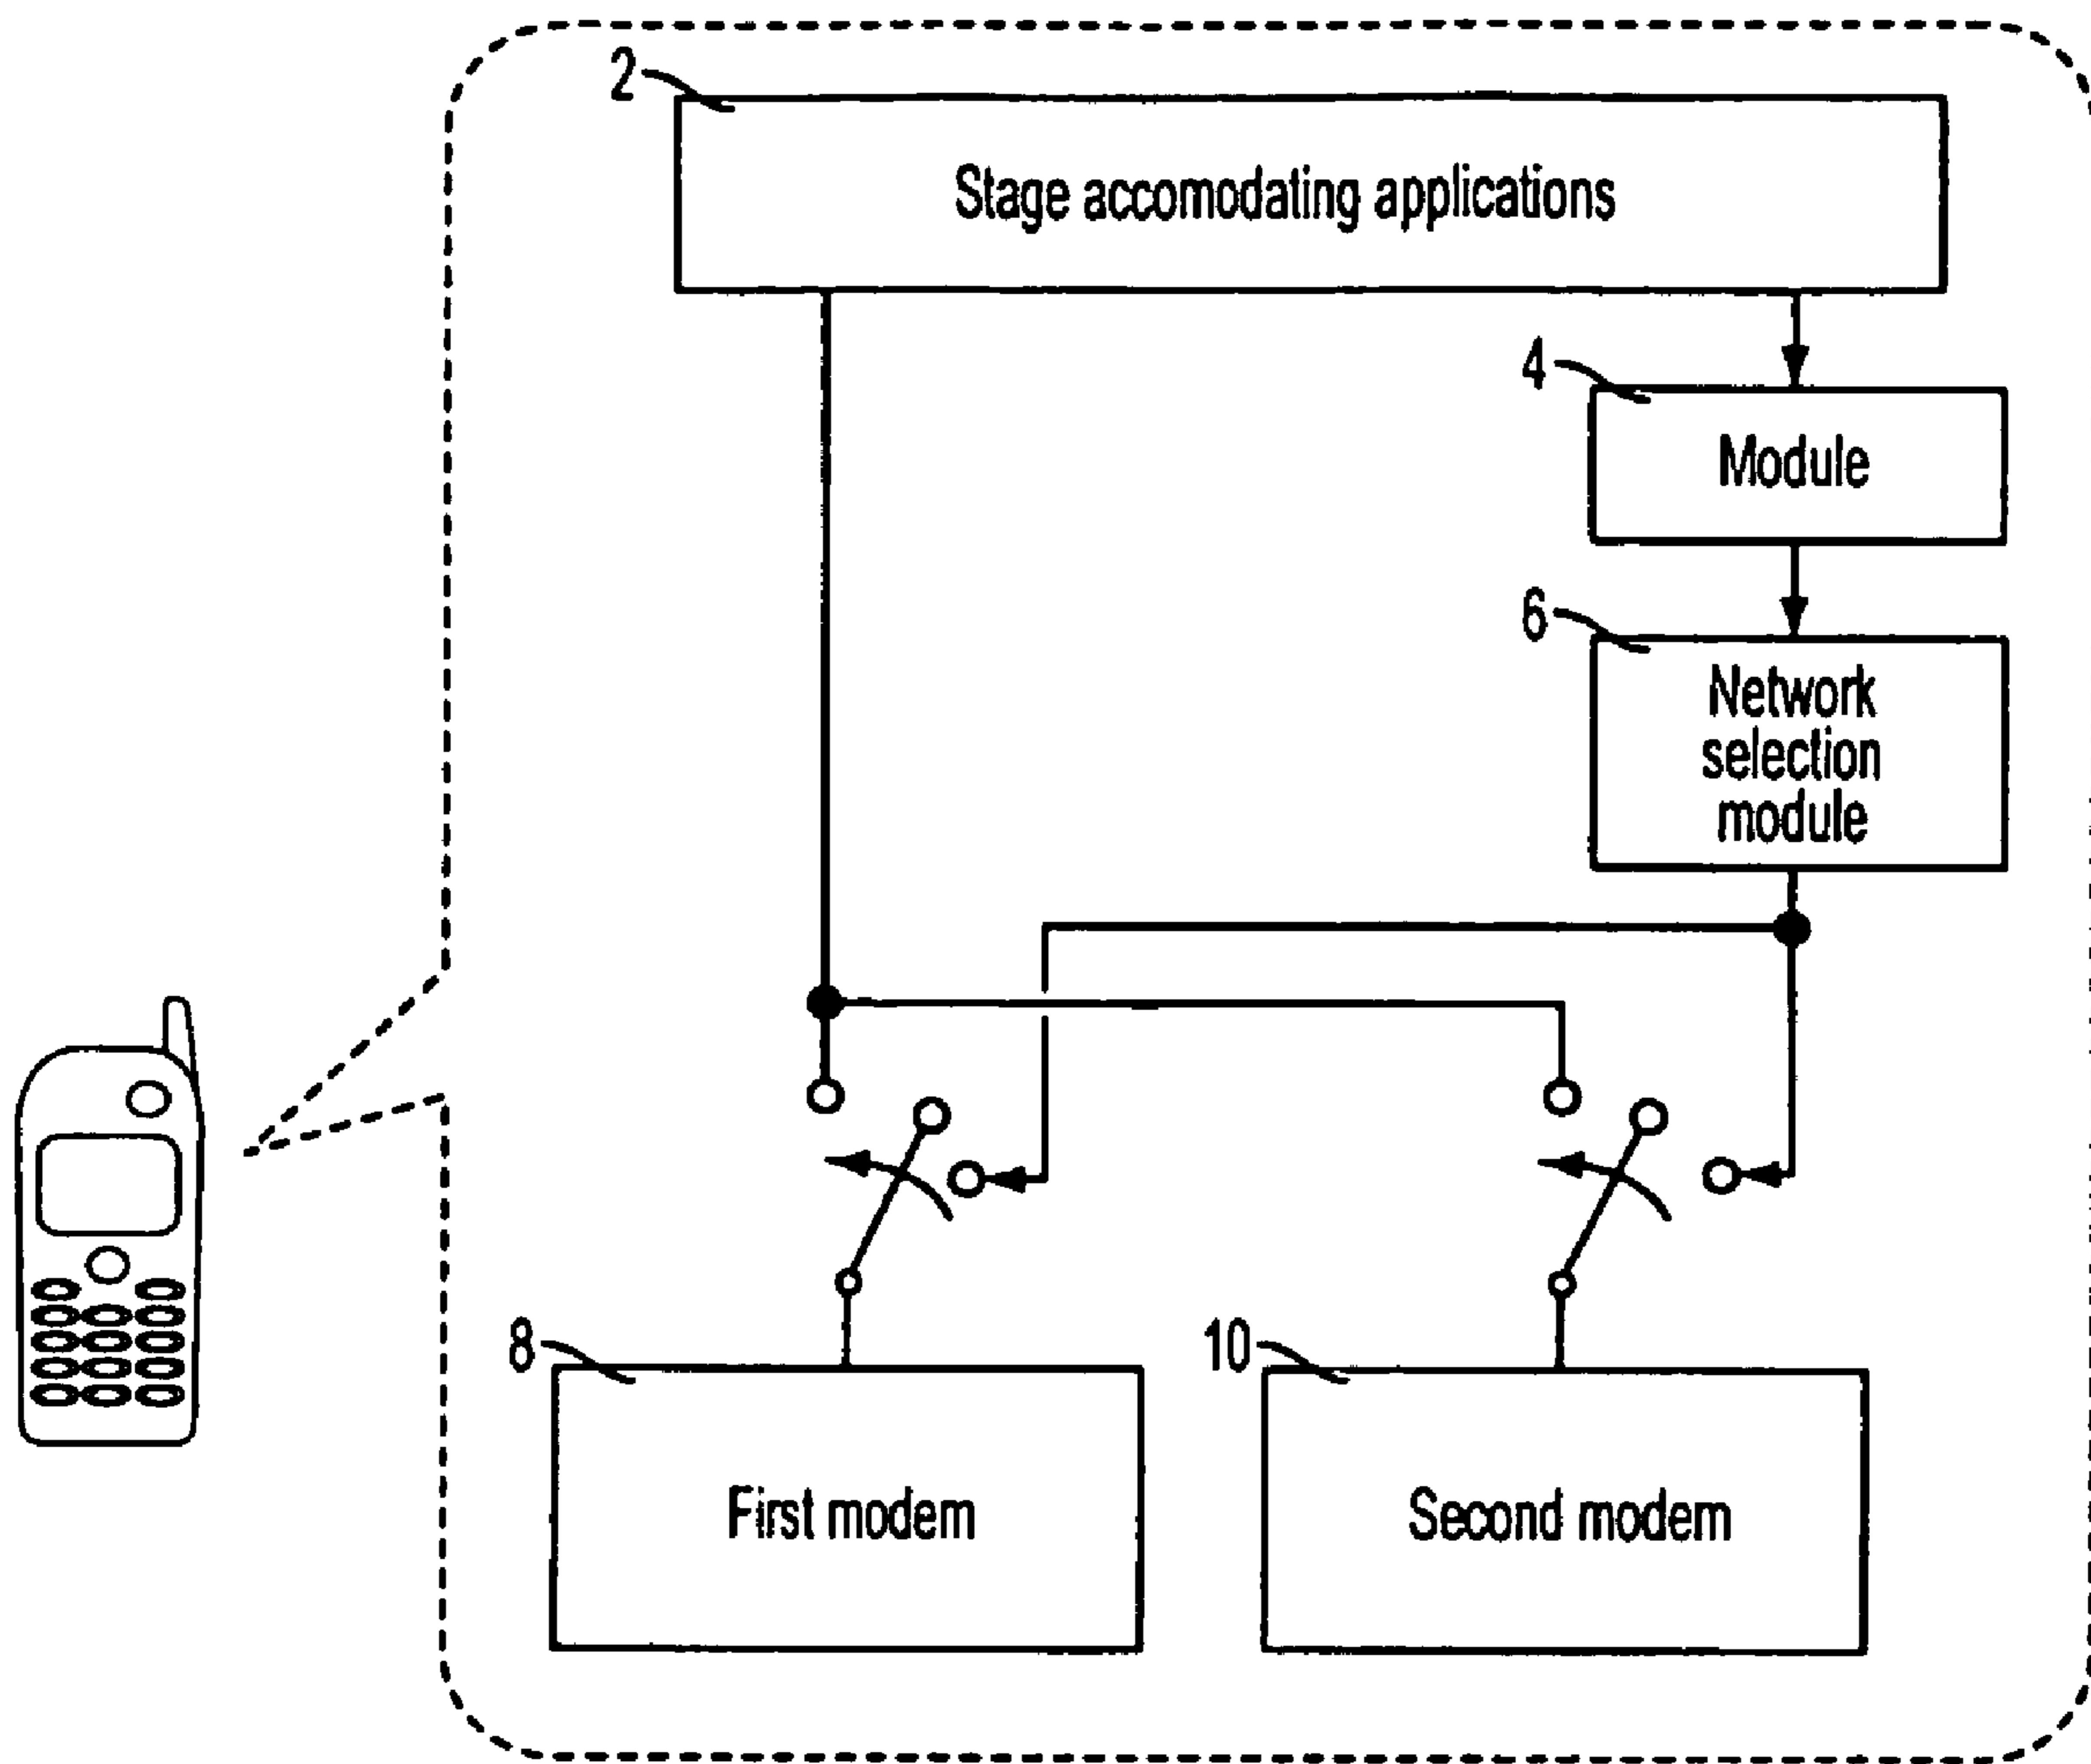 2
Stage accomodating applications
4
Module
6
Network
selection
module
8
First modem
10
Second modem